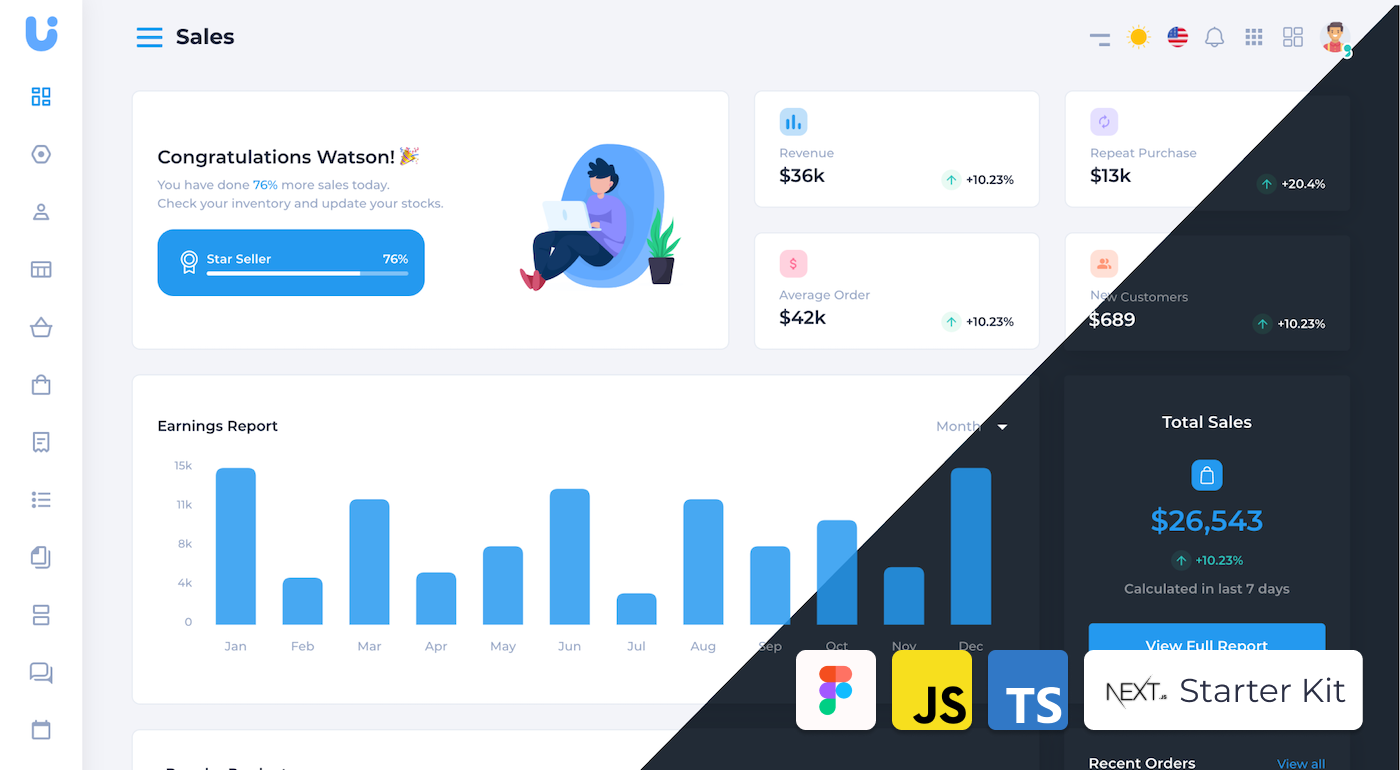 Sales
Congratulations Watson! 🎉
You have done 76% more sales today.
Check your inventory and update your stocks.
Star Seller 76%
Revenue
$36k
+10.23%
Repeat Purchase
$13k
+20.4%
$
Average Order
$42k
+10.23%
New Customers
$689
+10.23%
Earnings Report
Month
15k
11k
8k
4k
0
Jan Feb Mar Apr May Jun Jul Aug Sep Oct Nov Dec
Total Sales
$26,543
+10.23%
Calculated in last 7 days
View Full Report
JS
TS
NEXT.JS Starter Kit
Recent Orders View all